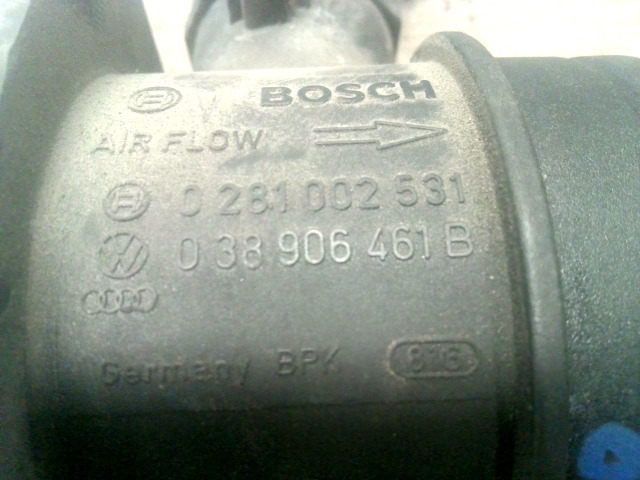 BOSCH
AIR FLOW
0 281 002 531
038 906 461 B
Germany BPK 816